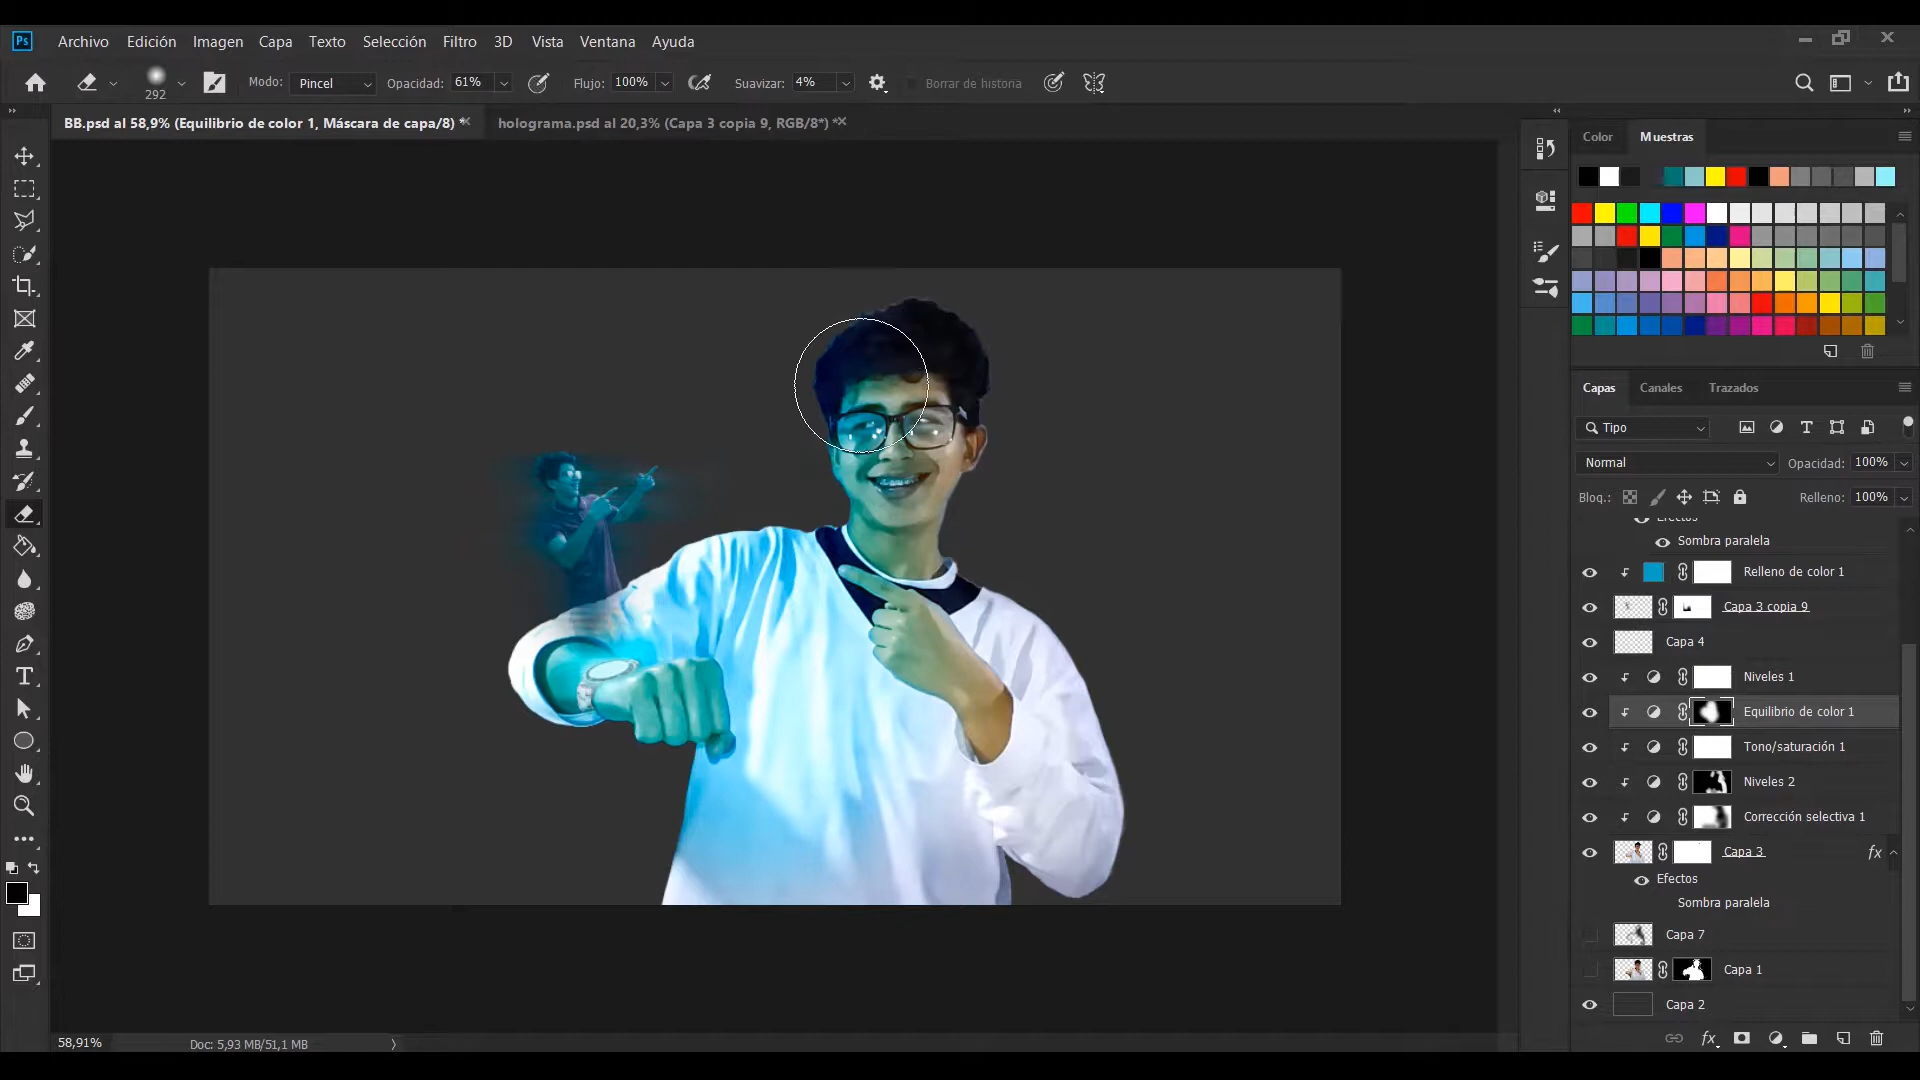 Ps Archivo Edición Imagen Capa Texto Selección Filtro 3D Vista Ventana Ayuda
292 Modo: Pincel Opacidad: 61% Flujo: 100% Suavizar: 4% Borrar de historia
BB.psd al 58,9% (Equilibrio de color 1, Máscara de capa/8) * holograma.psd al 20,3% (Capa 3 copia 9, RGB/8*) *
Color Muestras
Capas Canales Trazados
Tipo
Normal Opacidad: 100%
Bloq.: Relleno: 100%
Efectos
Sombra paralela
Relleno de color 1
Capa 3 copia 9
Capa 4
Niveles 1
Equilibrio de color 1
Tono/saturación 1
Niveles 2
Corrección selectiva 1
Capa 3 fx
Efectos
Sombra paralela
Capa 7
Capa 1
Capa 2
fx
58,91% Doc: 5,93 MB/51,1 MB